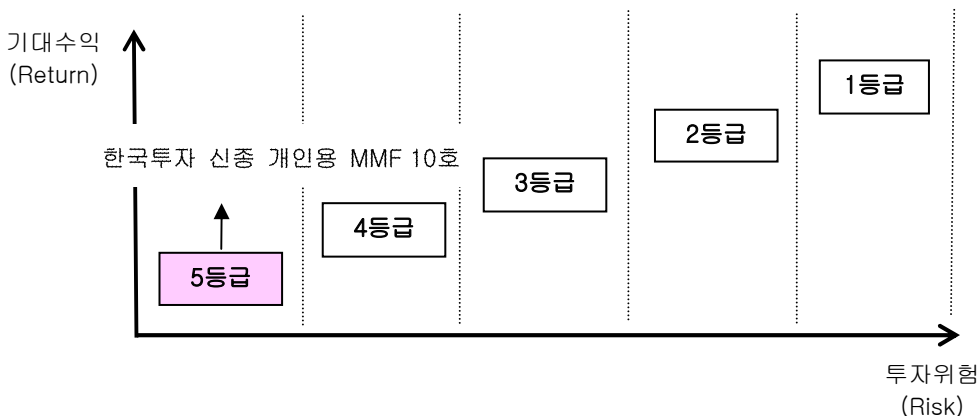 기대수익
(Return)
1등급
2등급
한국투자 신종 개인용 MMF 10호
3등급
4등급
5등급
투자위험
(Risk)